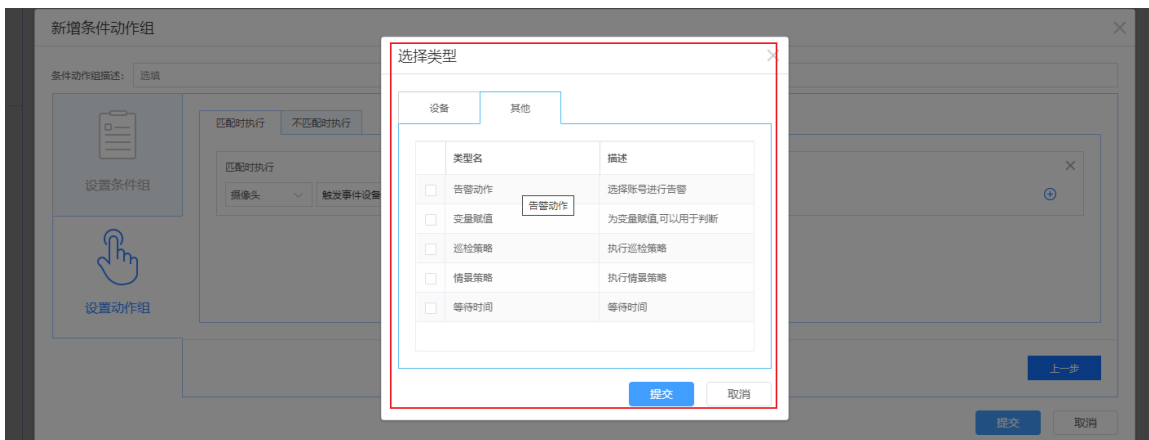 新增条件动作组
条件动作组描述： 选填
设置条件组
设置动作组
匹配时执行 不匹配时执行
匹配时执行
摄像头 触发事件设备
选择类型
设备 其他
类型名 描述
告警动作 选择账号进行告警
告警动作
变量赋值 为变量赋值,可以用于判断
巡检策略 执行巡检策略
情景策略 执行情景策略
等待时间 等待时间
提交 取消
上一步
提交 取消